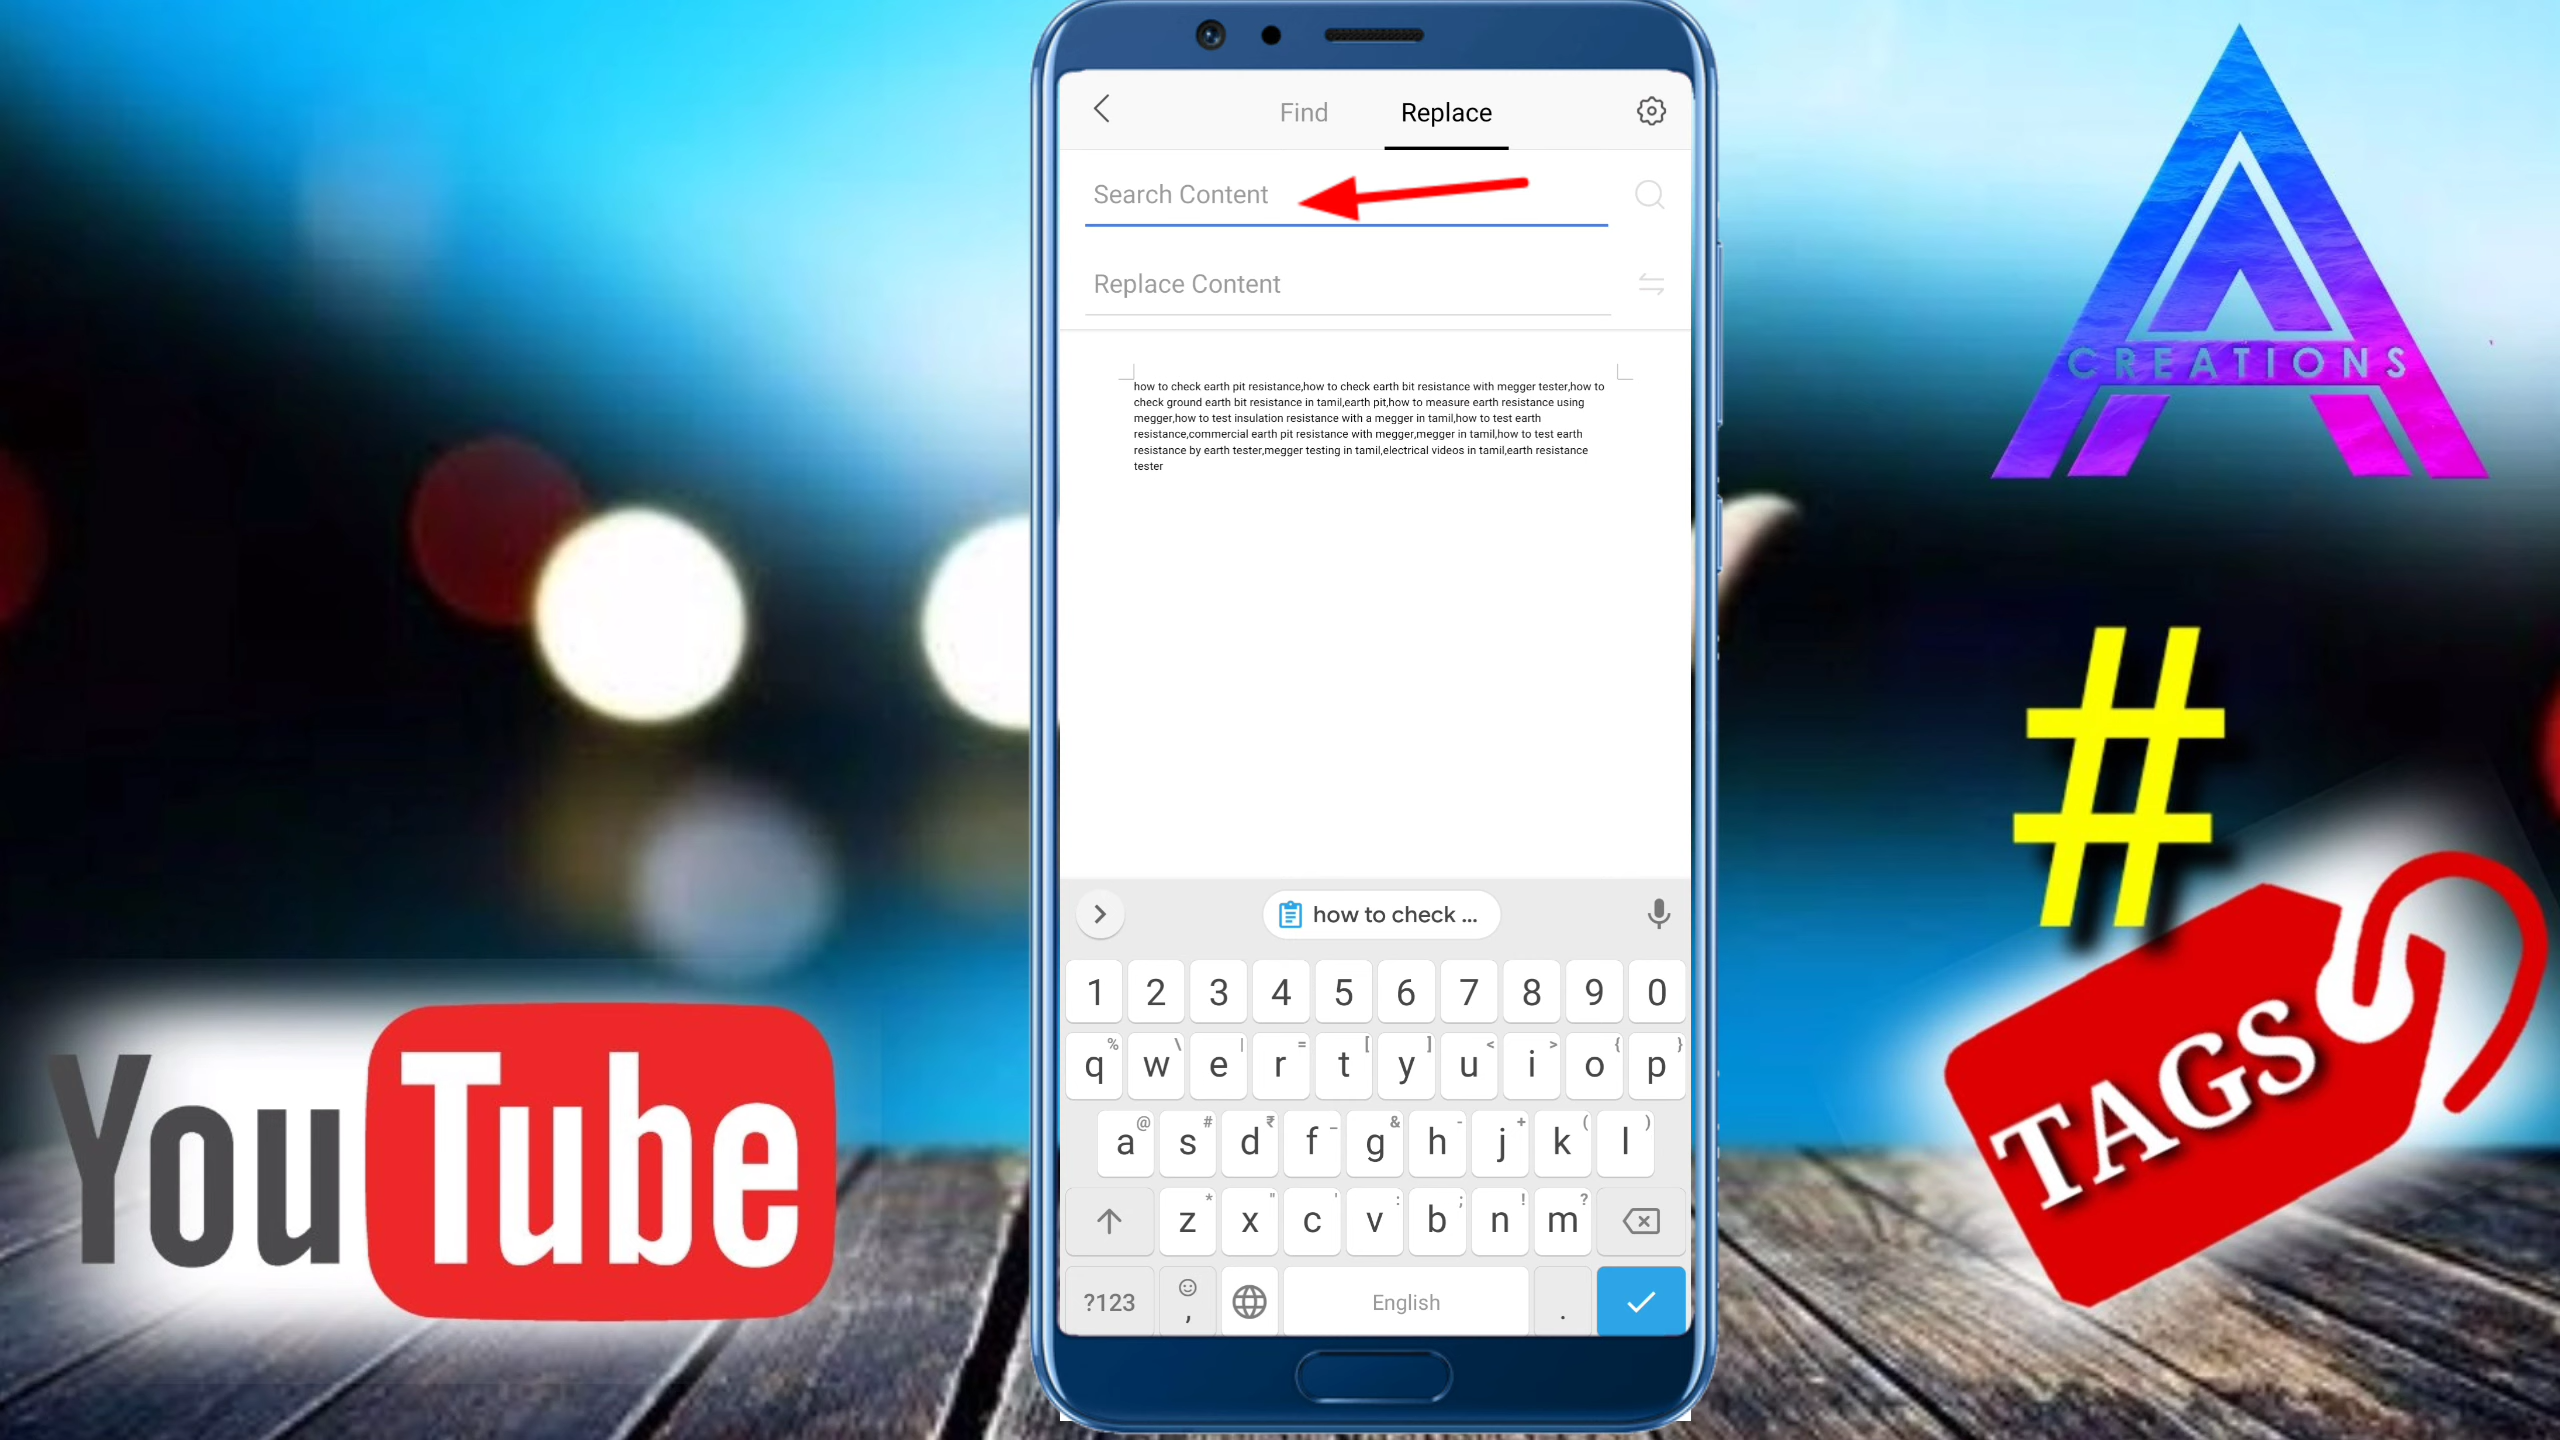 Find Replace
Search Content
Replace Content
how to check earth pit resistance,how to check earth bit resistance with megger tester,how to
check ground earth bit resistance in tamil,earth pit,how to measure earth resistance using
megger,how to test insulation resistance with a megger in tamil,how to test earth
resistance,commercial earth pit resistance with megger,megger in tamil,how to test earth
resistance by earth tester,megger testing in tamil,electrical videos in tamil,earth resistance
tester
how to check ...
1 2 3 4 5 6 7 8 9 0
% \ | = [ ] < > { }
q w e r t y u i o p
@ # ₹ _ & - + ( )
a s d f g h j k l
* " ' : ; ! ?
z x c v b n m
?123 , English .
CREATIONS
#
TAGS
YouTube